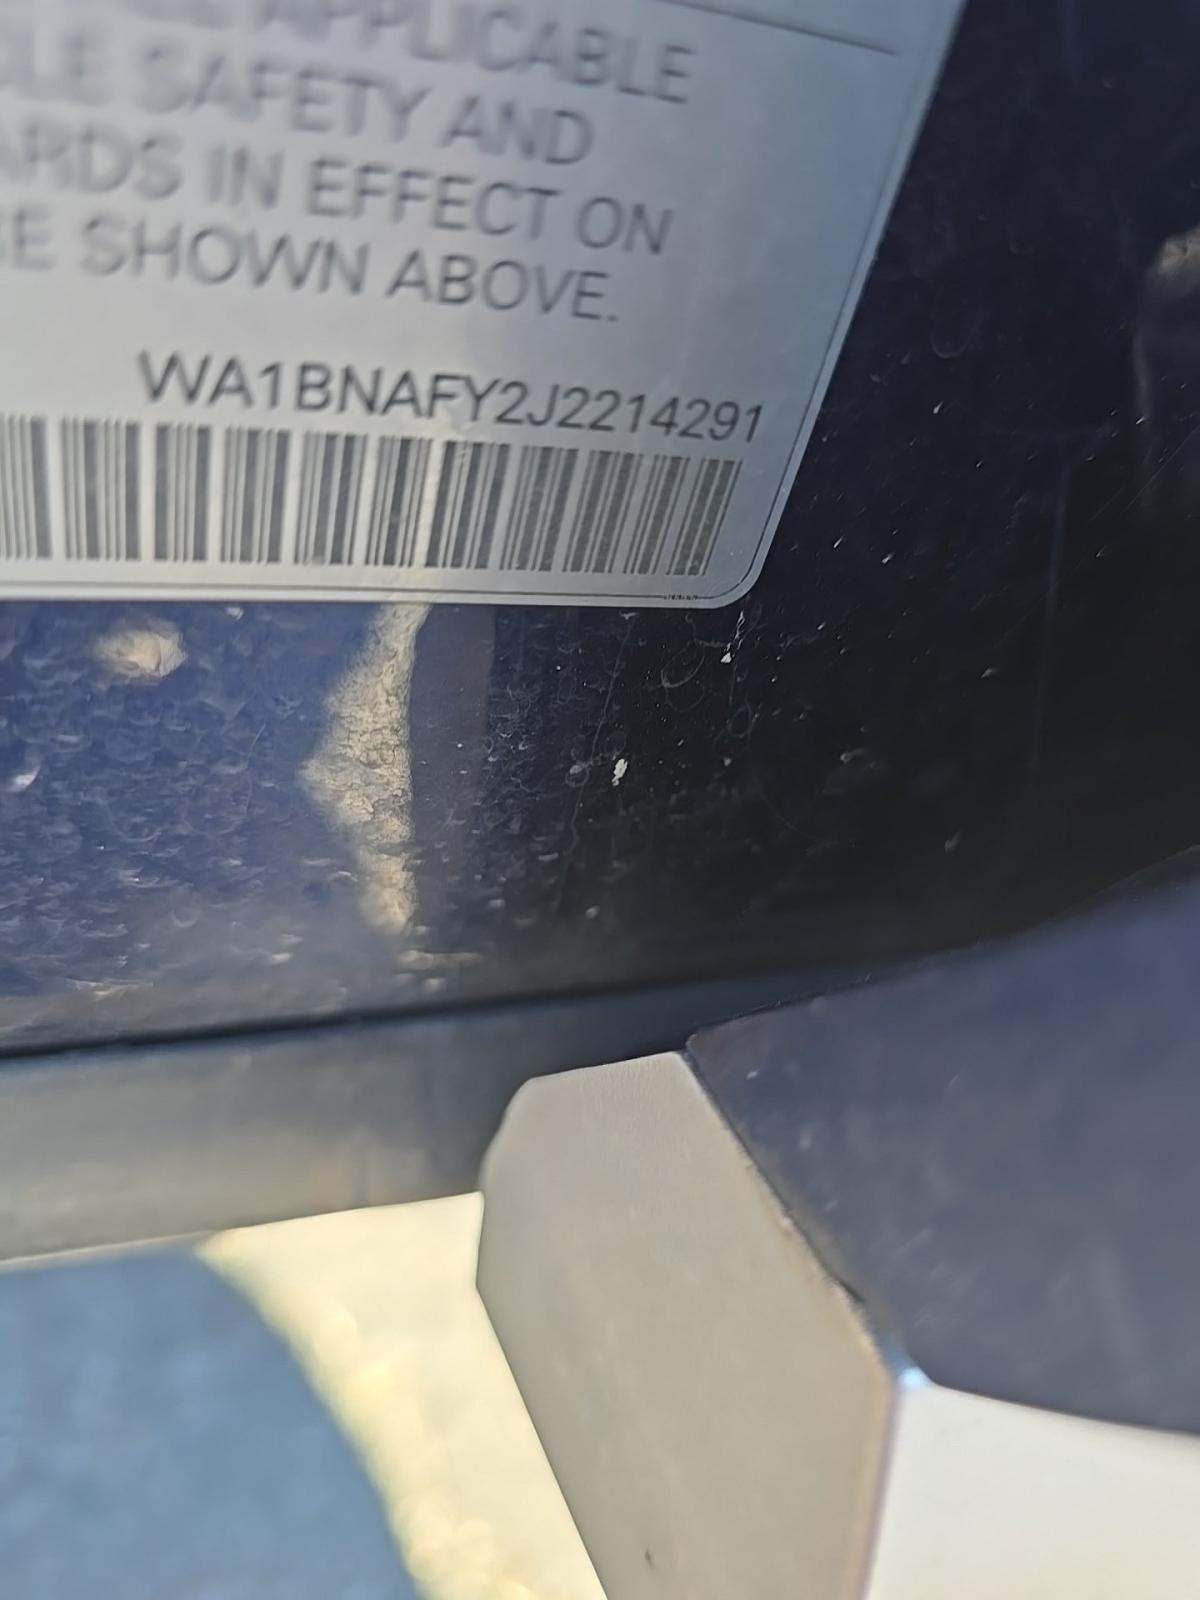 APPLICABLE
SAFETY AND
IN EFFECT ON
SHOWN ABOVE.
WA1BNAFY2J2214291